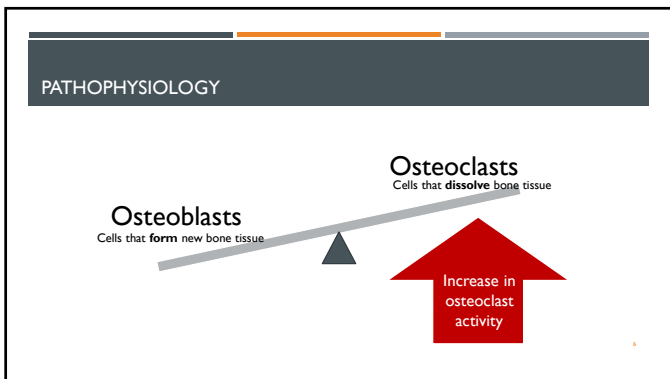 PATHOPHYSIOLOGY
Osteoclasts
Cells that dissolve bone tissue
Osteoblasts
Cells that form new bone tissue
Increase in
osteoclast
activity